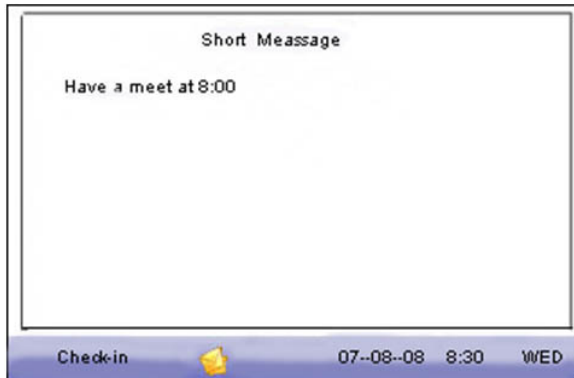 Short Meassage
Have a meet at 8:00
Check-in 07--08--08 8:30 WED